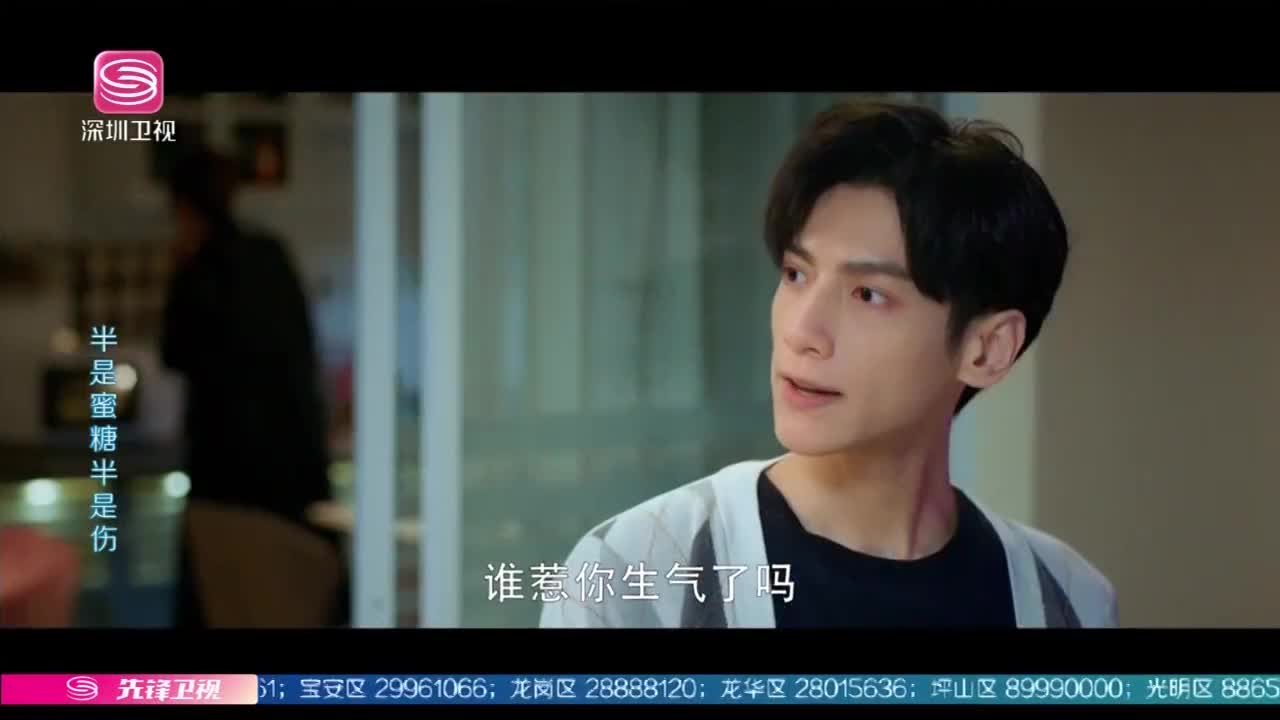 深圳卫视
半是蜜糖半是伤
谁惹你生气了吗
先锋卫视
61; 宝安区 29961066; 龙岗区 28888120; 龙华区 28015636; 坪山区 89990000; 光明区 8865